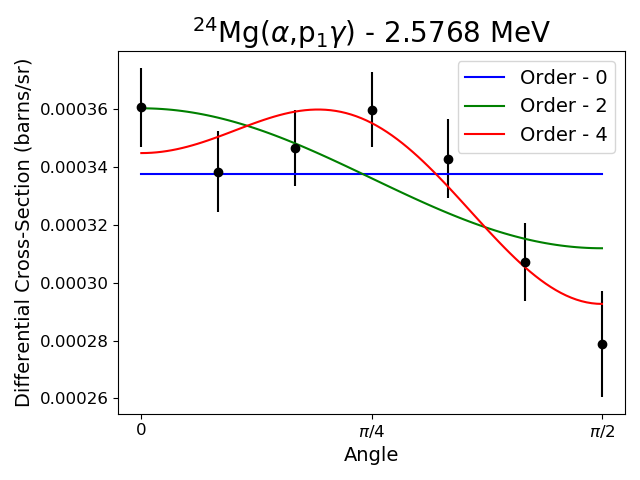 ²⁴Mg(α,p₁γ) - 2.5768 MeV
Order - 0
Order - 2
Order - 4
Differential Cross-Section (barns/sr)
0.00036
0.00034
0.00032
0.00030
0.00028
0.00026
0 π/4 π/2
Angle